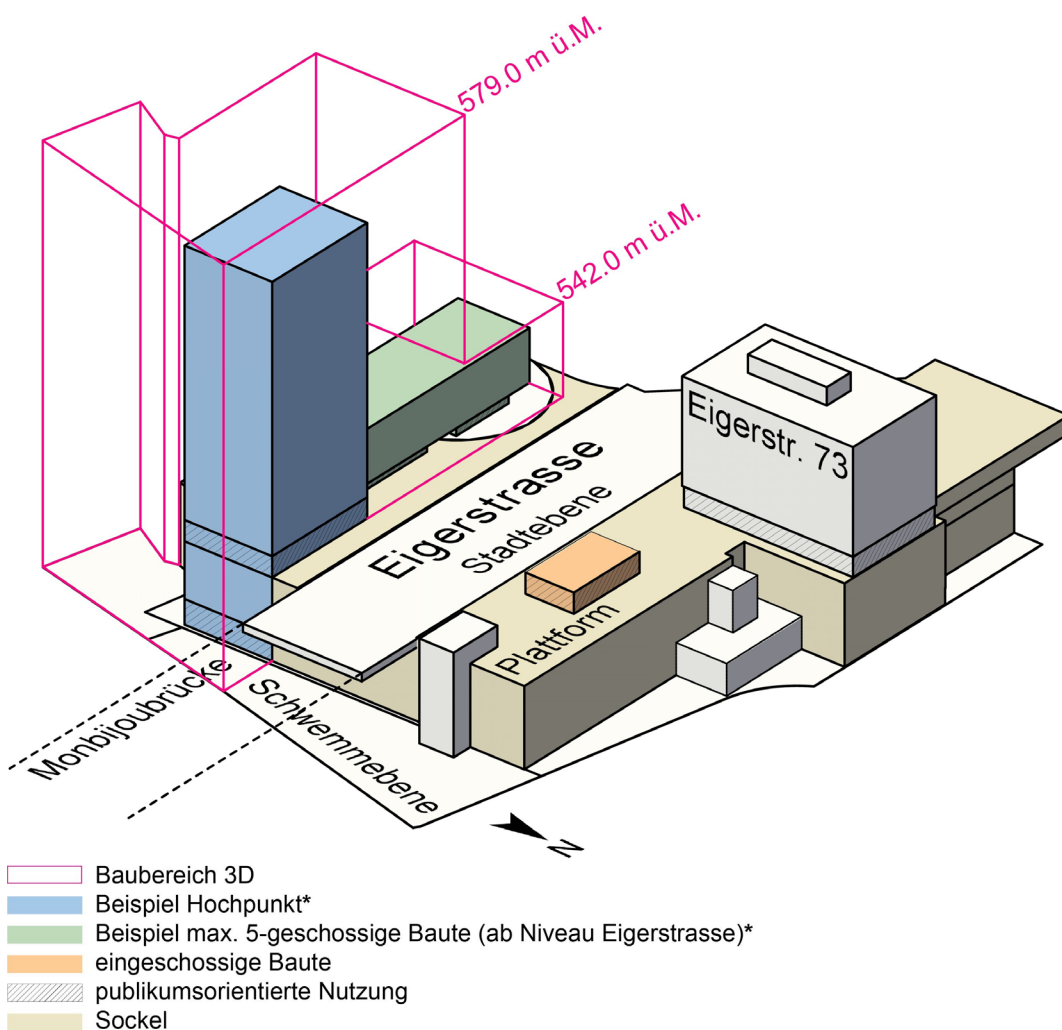 579.0 m ü.M.
542.0 m ü.M.
Eigerstr. 73
Eigerstrasse
Stadtebene
Plattform
Monbijoubrücke
Schwemmebene
N
Baubereich 3D
Beispiel Hochpunkt*
Beispiel max. 5-geschossige Baute (ab Niveau Eigerstrasse)*
eingeschossige Baute
publikumsorientierte Nutzung
Sockel